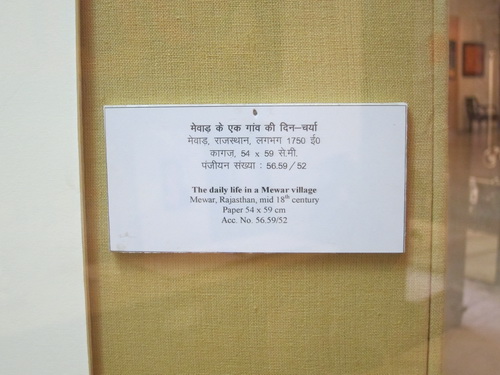 मेवाड़ के एक गांव की दिन–चर्या
मेवाड़, राजस्थान, लगभग 1750 ई0
कागज, 54 x 59 से.मी.
पंजीयन संख्या : 56.59/52
The daily life in a Mewar village
Mewar, Rajasthan, mid 18th century
Paper 54 x 59 cm
Acc. No. 56.59/52